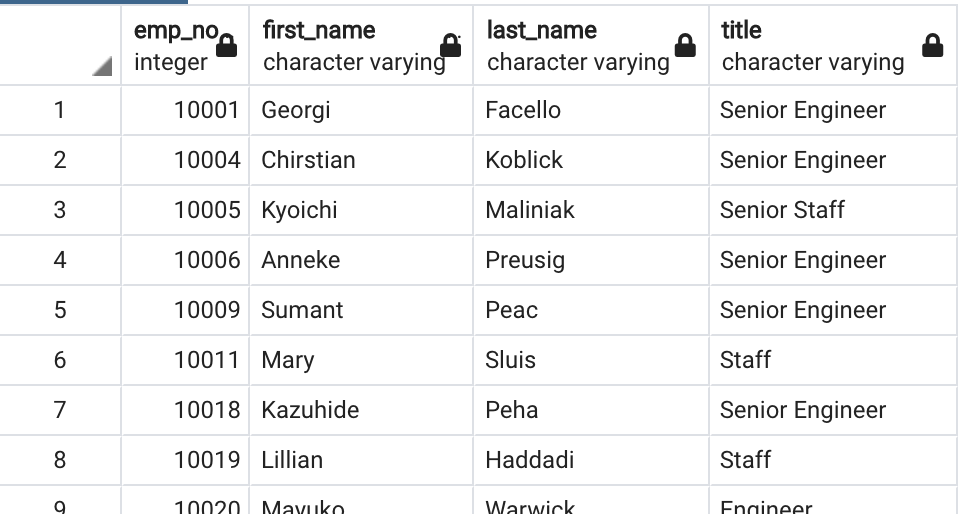 emp_no first_name last_name title
integer character varying character varying character varying
1 10001 Georgi Facello Senior Engineer
2 10004 Chirstian Koblick Senior Engineer
3 10005 Kyoichi Maliniak Senior Staff
4 10006 Anneke Preusig Senior Engineer
5 10009 Sumant Peac Senior Engineer
6 10011 Mary Sluis Staff
7 10018 Kazuhide Peha Senior Engineer
8 10019 Lillian Haddadi Staff
9 10020 Mayuko Warwick Engineer